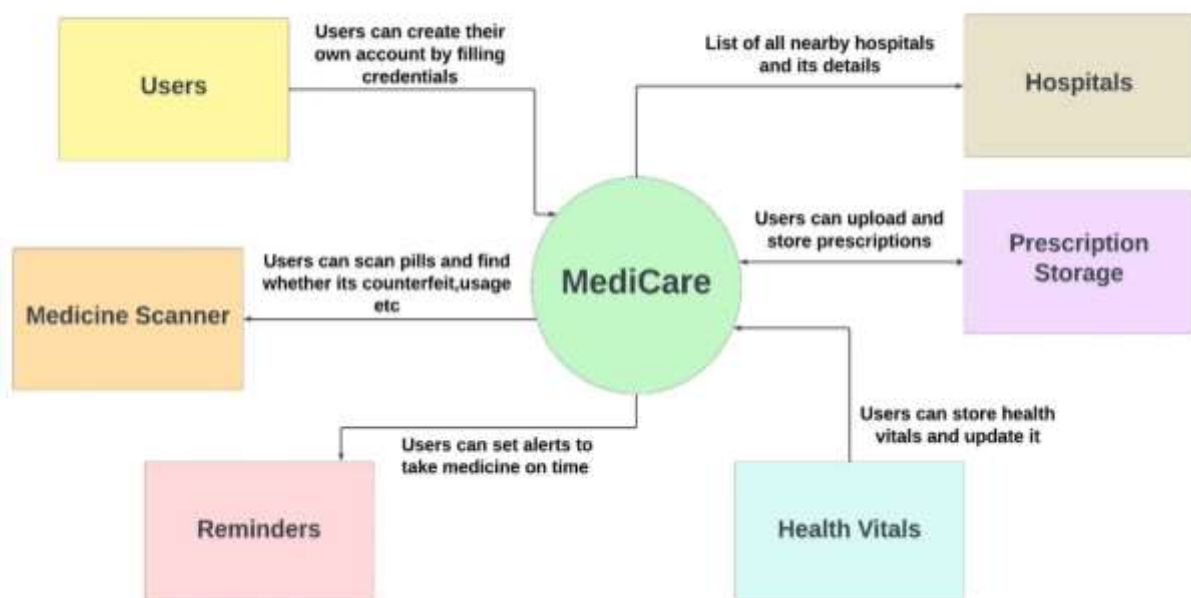 Users can create their
own account by filling
credentials
Users
List of all nearby hospitals
and its details
Hospitals
Users can upload and
store prescriptions
Prescription
Storage
Users can scan pills and find
whether its counterfeit,usage
etc
Medicine Scanner
MediCare
Users can store health
vitals and update it
Users can set alerts to
take medicine on time
Reminders
Health Vitals